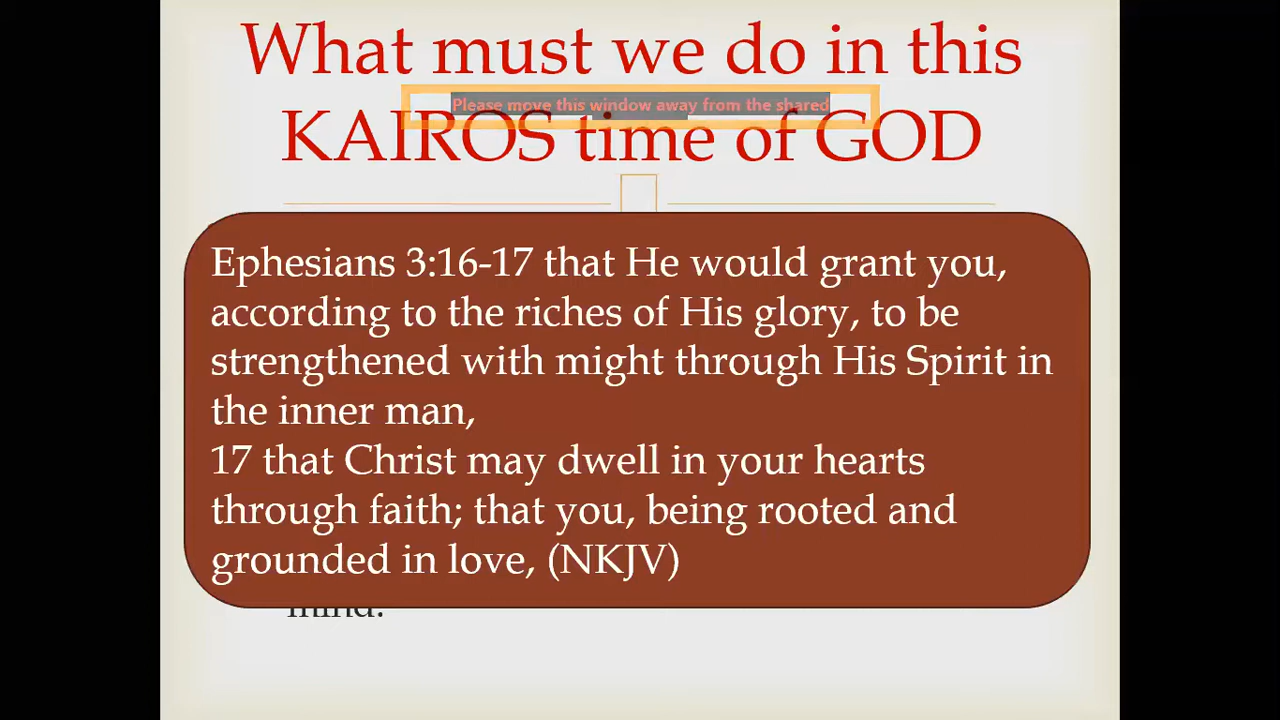 What must we do in this
Please move this window away from the shared
KAIROS time of GOD
Ephesians 3:16-17 that He would grant you,
according to the riches of His glory, to be
strengthened with might through His Spirit in
the inner man,
17 that Christ may dwell in your hearts
through faith; that you, being rooted and
grounded in love, (NKJV)
mind.